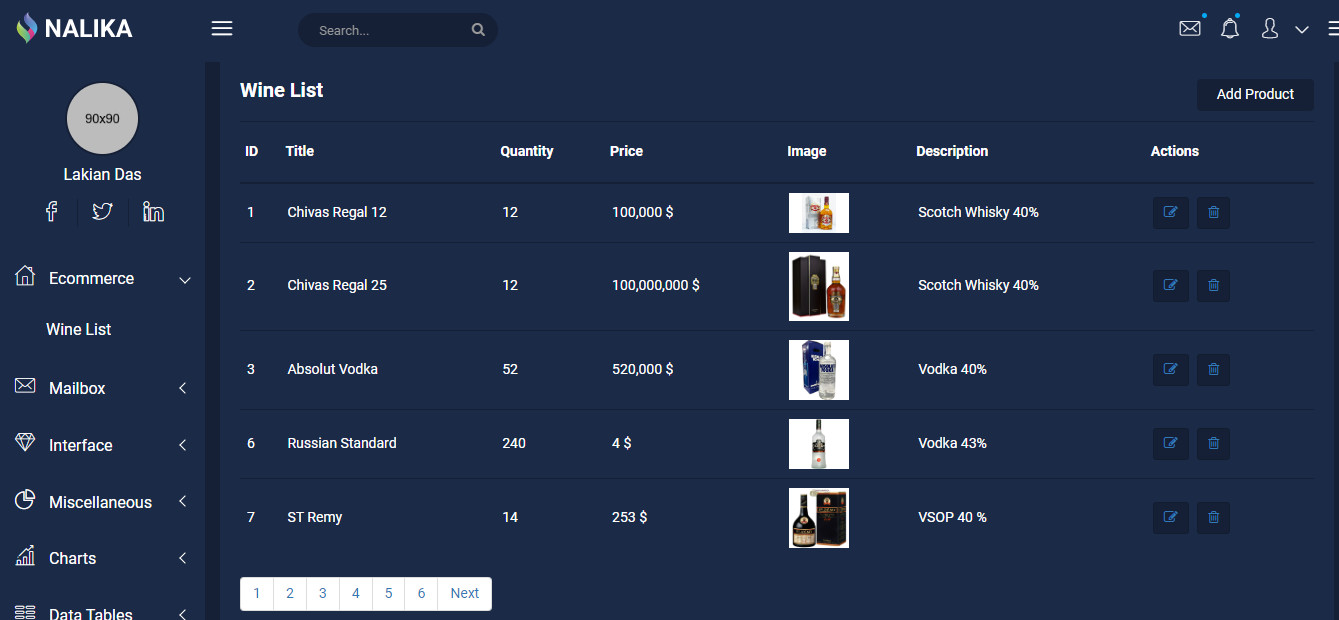 NALIKA
Search...
90x90
Lakian Das
Ecommerce
Wine List
Mailbox
Interface
Miscellaneous
Charts
Data Tables
Wine List
Add Product
ID Title Quantity Price Image Description Actions
1 Chivas Regal 12 12 100,000 $ Scotch Whisky 40%
2 Chivas Regal 25 12 100,000,000 $ Scotch Whisky 40%
3 Absolut Vodka 52 520,000 $ Vodka 40%
6 Russian Standard 240 4 $ Vodka 43%
7 ST Remy 14 253 $ VSOP 40 %
1 2 3 4 5 6 Next